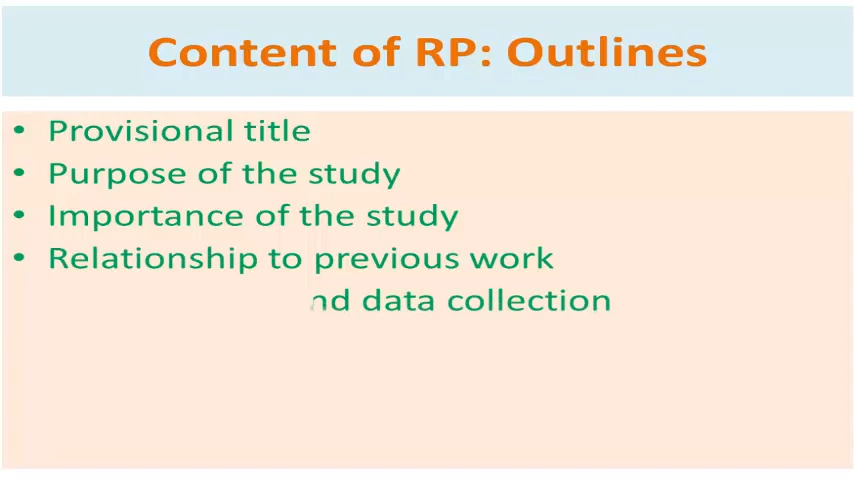 Content of RP: Outlines
• Provisional title
• Purpose of the study
• Importance of the study
• Relationship to previous work
data collection